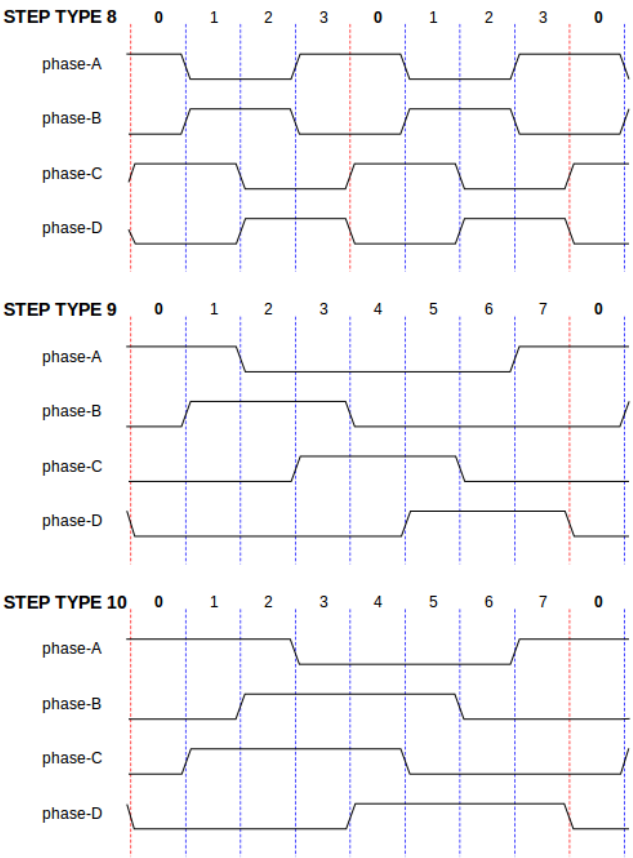 STEP TYPE 8 0 1 2 3 0 1 2 3 0
phase-A
phase-B
phase-C
phase-D
STEP TYPE 9 0 1 2 3 4 5 6 7 0
phase-A
phase-B
phase-C
phase-D
STEP TYPE 10 0 1 2 3 4 5 6 7 0
phase-A
phase-B
phase-C
phase-D